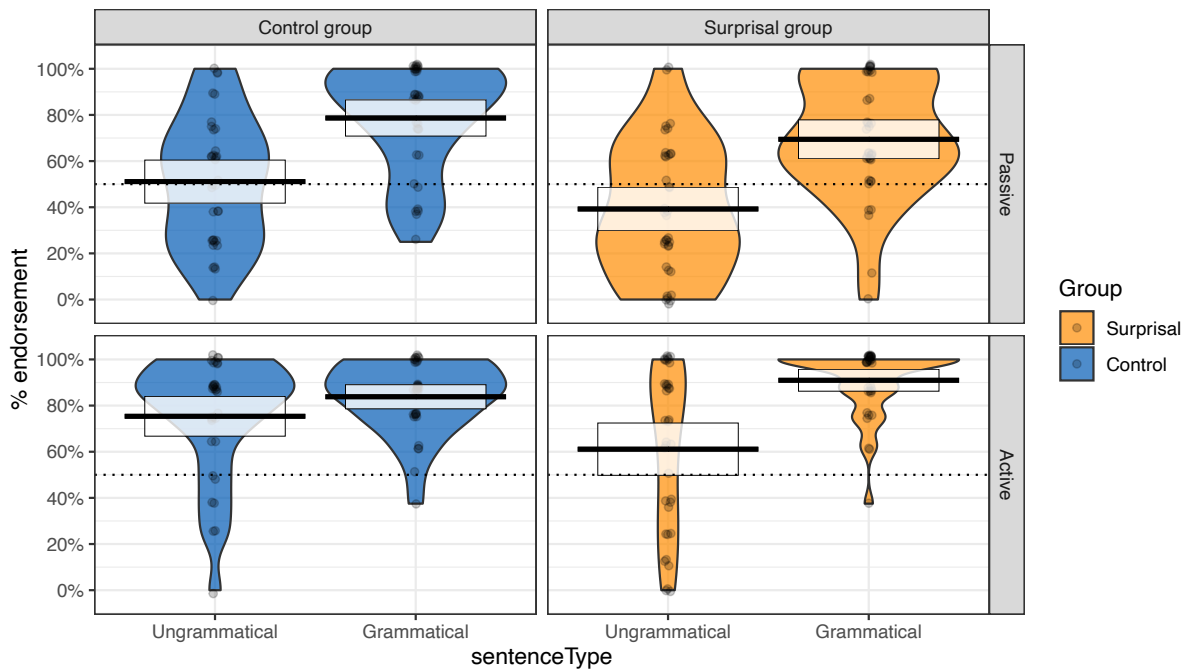 Control group
Surprisal group
% endorsement
100%
80%
60%
40%
20%
0%
Passive
100%
80%
60%
40%
20%
0%
Active
Ungrammatical
Grammatical
Ungrammatical
Grammatical
sentenceType
Group
Surprisal
Control